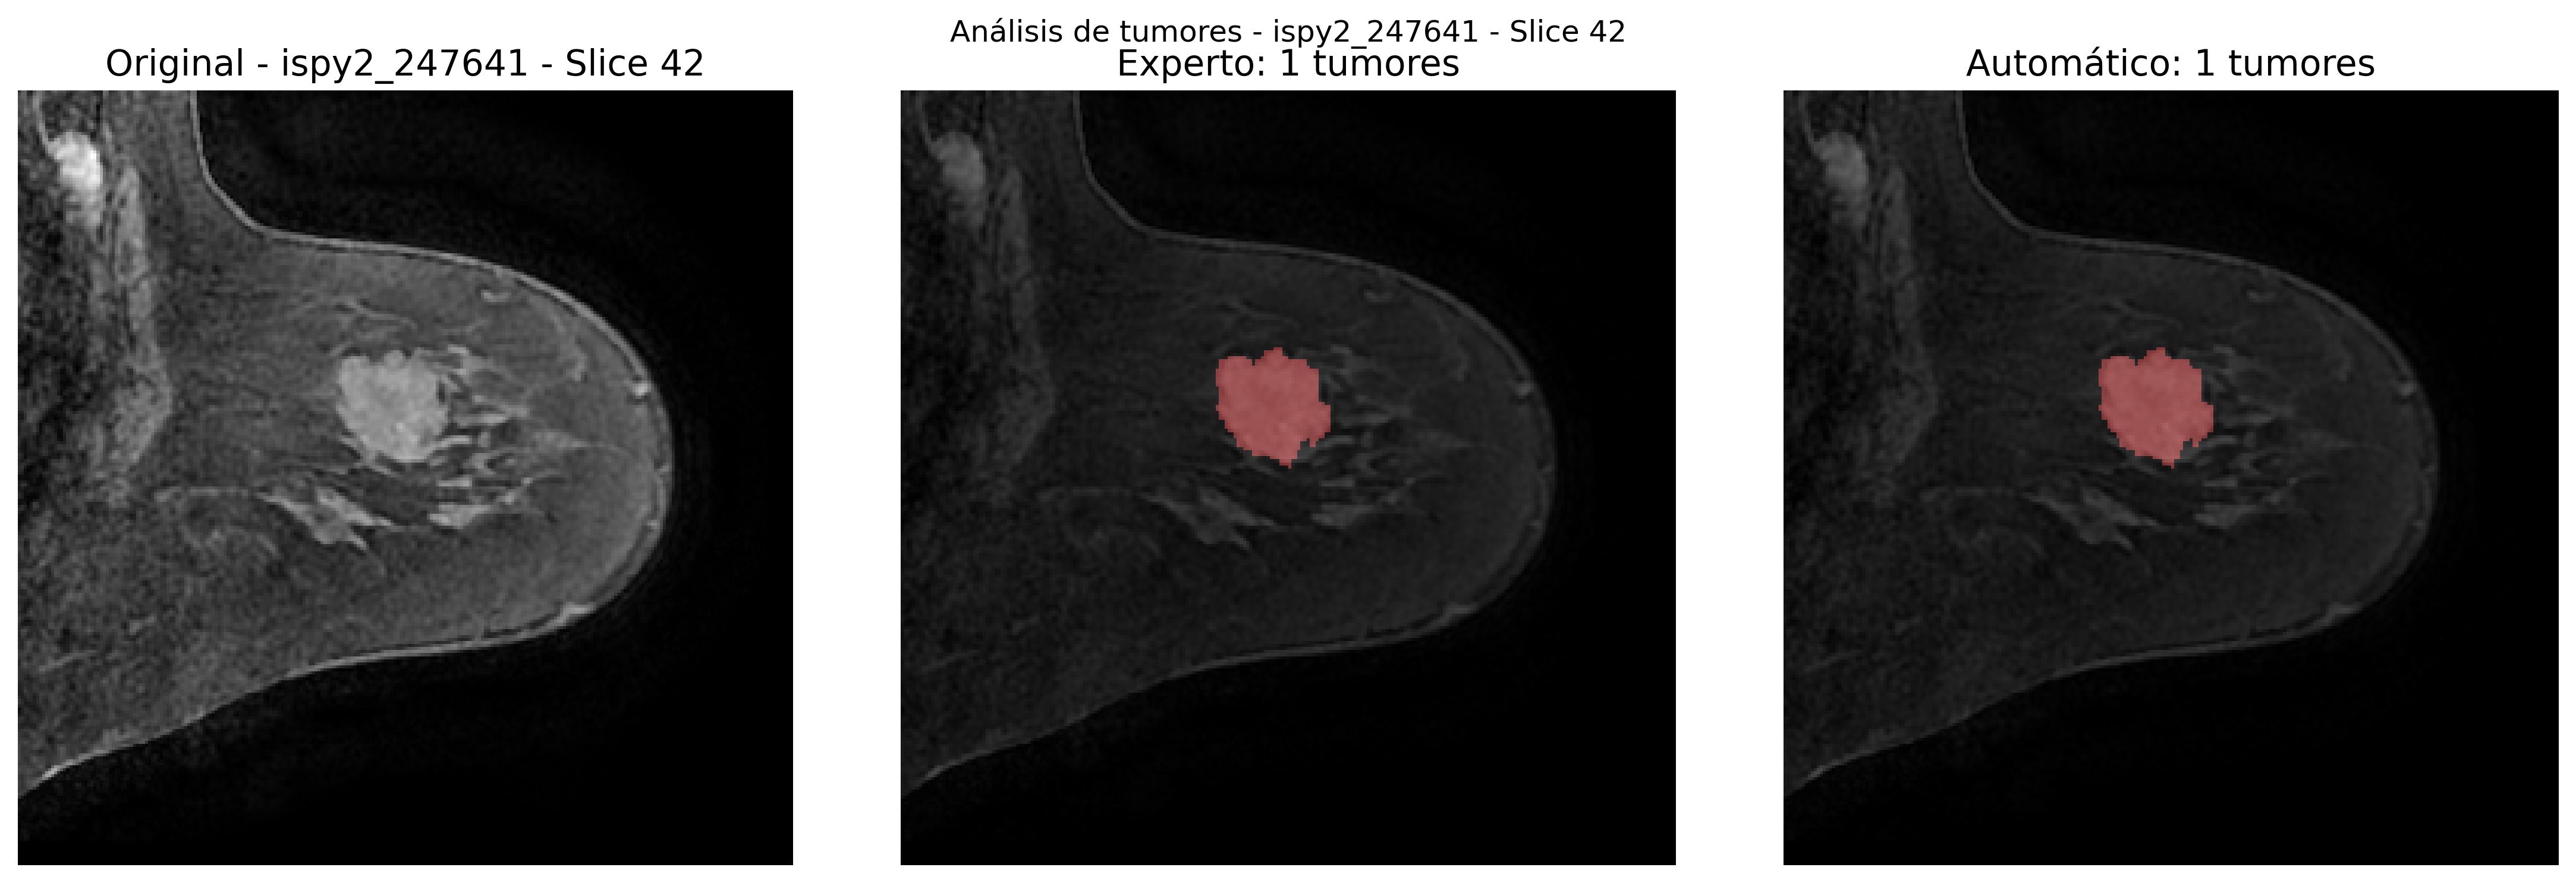 Análisis de tumores - ispy2_247641 - Slice 42
Original - ispy2_247641 - Slice 42
Experto: 1 tumores
Automático: 1 tumores